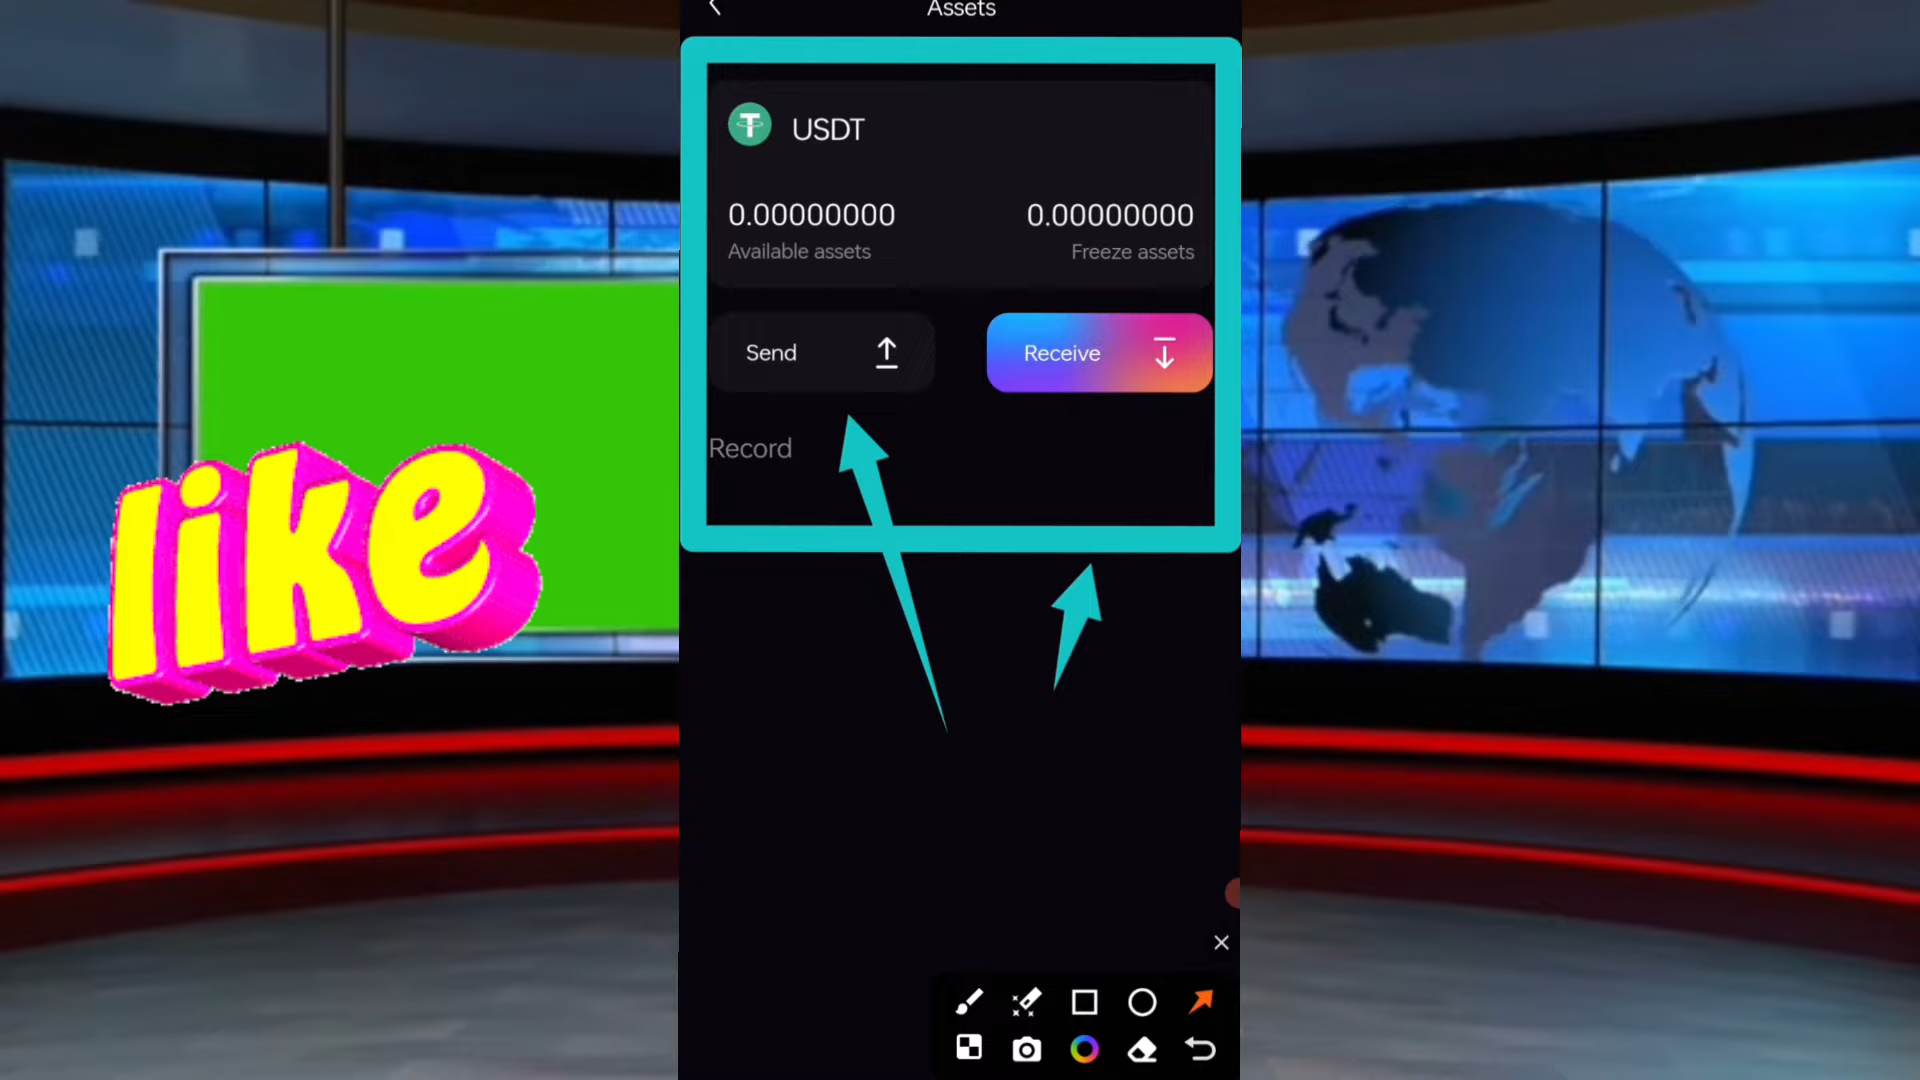 Assets
USDT
0.00000000 0.00000000
Available assets Freeze assets
Send Receive
Record
like